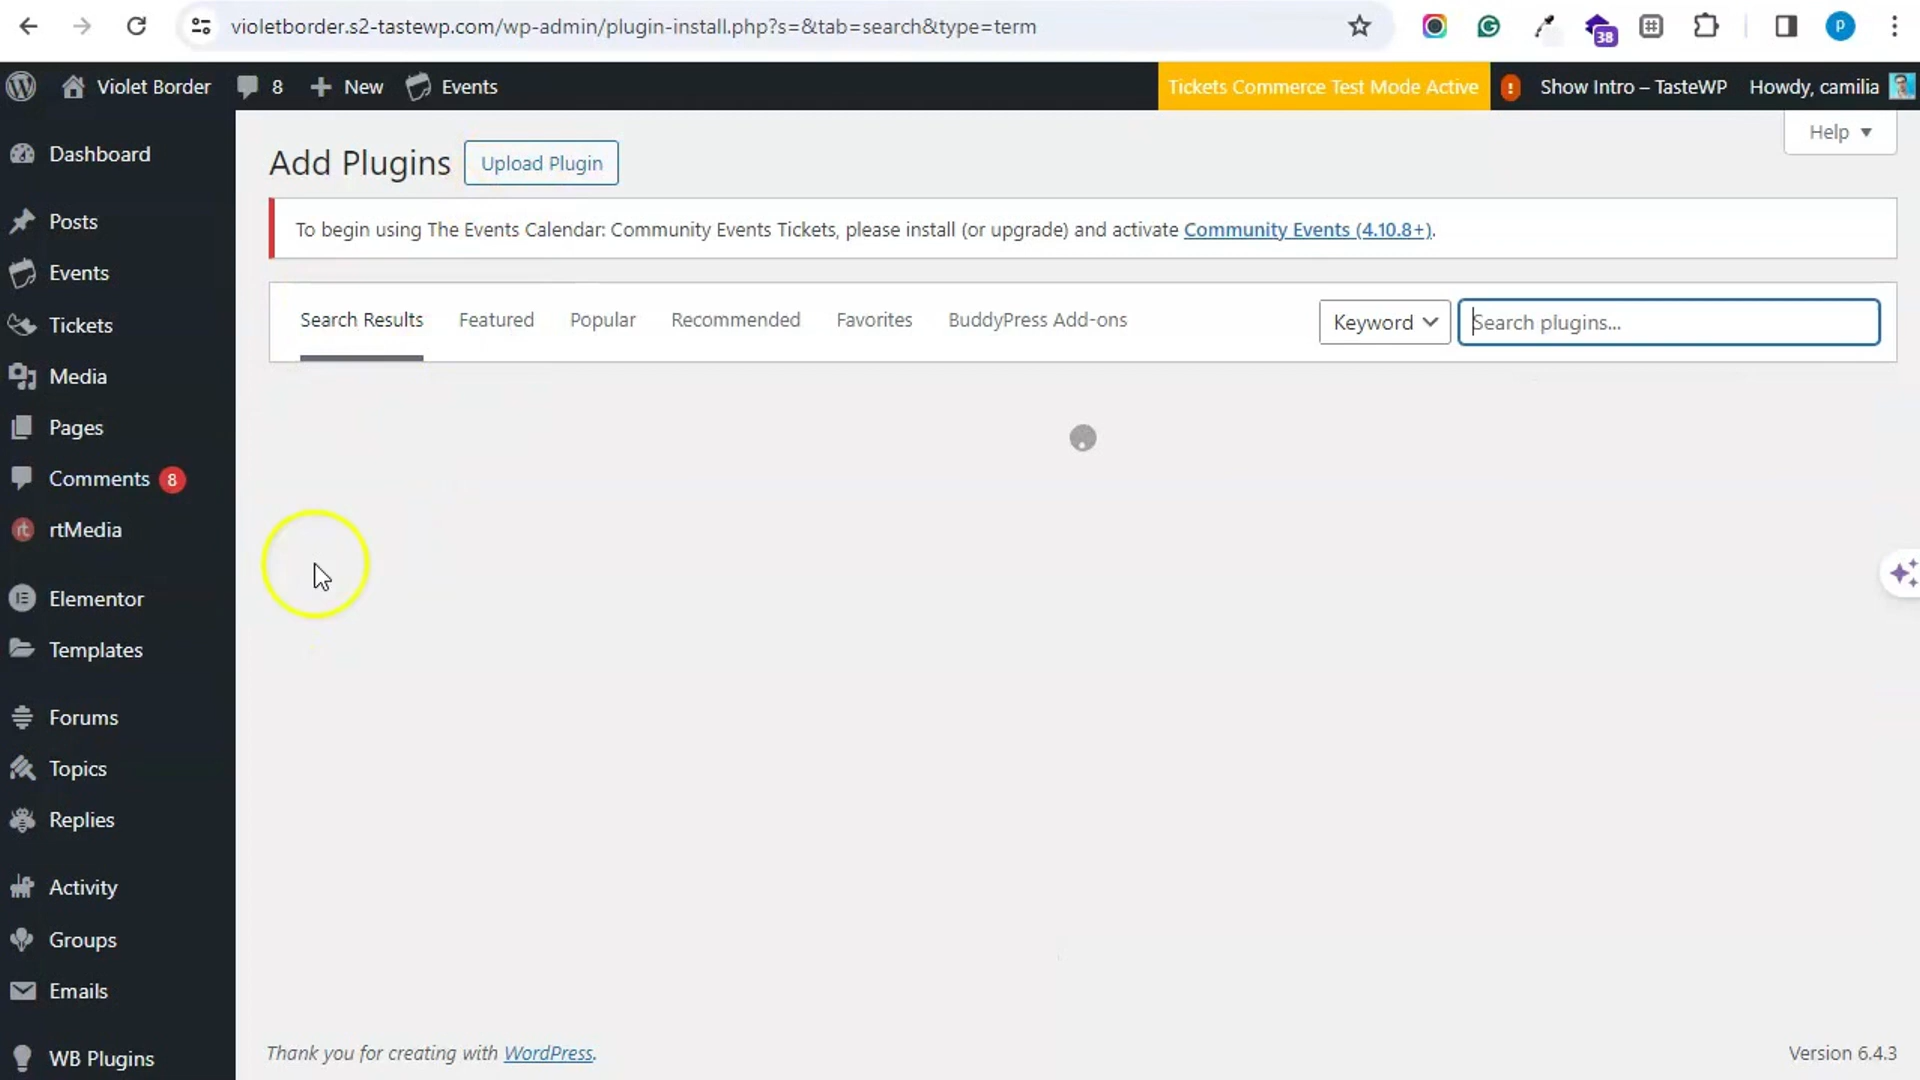 violetborder.s2-tastewp.com/wp-admin/plugin-install.php?s=&tab=search&type=term
38
P
Violet Border
8
New
Events
Tickets Commerce Test Mode Active
!
Show Intro – TasteWP
Howdy, camilia
Help
Dashboard
Posts
Events
Tickets
Media
Pages
Comments 8
rt rtMedia
Elementor
Templates
Forums
Topics
Replies
Activity
Groups
Emails
WB Plugins
Add Plugins
Upload Plugin
To begin using The Events Calendar: Community Events Tickets, please install (or upgrade) and activate Community Events (4.10.8+).
Search Results
Featured
Popular
Recommended
Favorites
BuddyPress Add-ons
Keyword
Search plugins...
Thank you for creating with WordPress.
Version 6.4.3